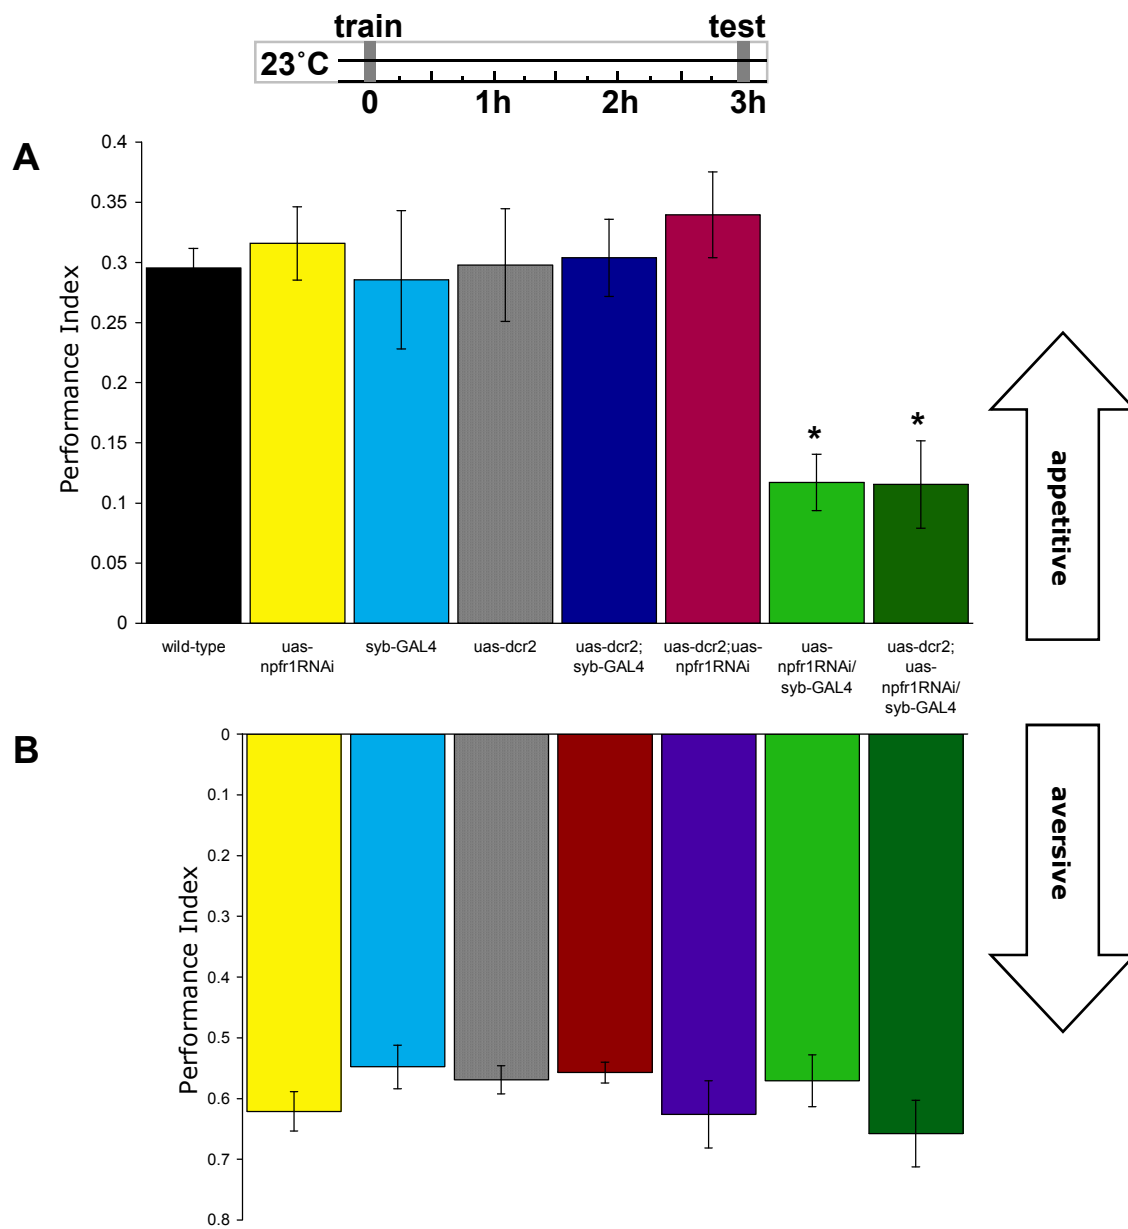 train test
23˚C
0 1h 2h 3h
A
0.4
0.35
0.3
0.25
0.2
0.15
0.1
0.05
0
Performance Index
* *
wild-type
uas-
npfr1RNAi
syb-GAL4
uas-dcr2
uas-dcr2;
syb-GAL4
uas-dcr2;uas-
npfr1RNAi
uas-
npfr1RNAi/
syb-GAL4
uas-dcr2;
uas-
npfr1RNAi/
syb-GAL4
appetitive
B
0
0.1
0.2
0.3
0.4
0.5
0.6
0.7
0.8
Performance Index
aversive